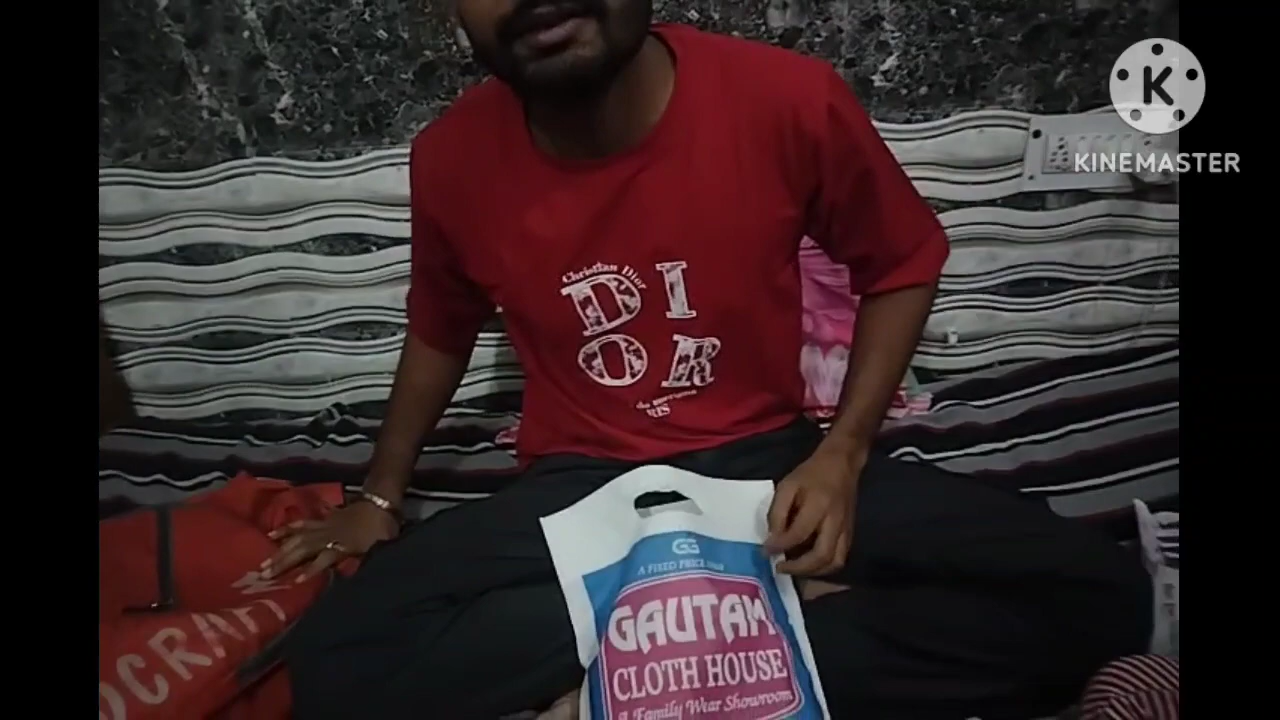 K
KINEMASTER
Christian Dior
DI
OR
GG
A FIXED PRICE
GAUTAM
CLOTH HOUSE
A Family Wear Showroom
OCRAFT